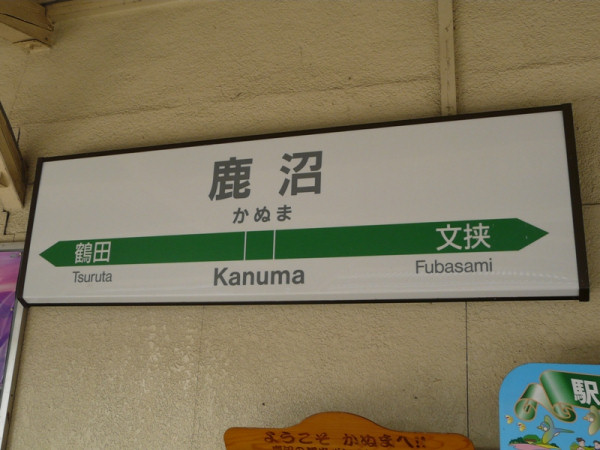 鹿沼
かぬま
鶴田
文挟
Tsuruta
Kanuma
Fubasami
ようこそ かぬまへ!!
駅